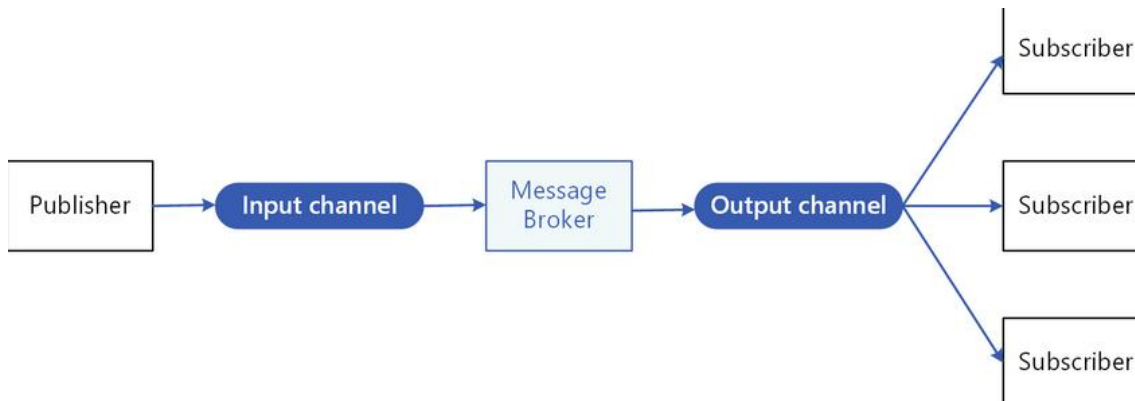 Subscriber
Publisher
Input channel
Message
Broker
Output channel
Subscriber
Subscriber